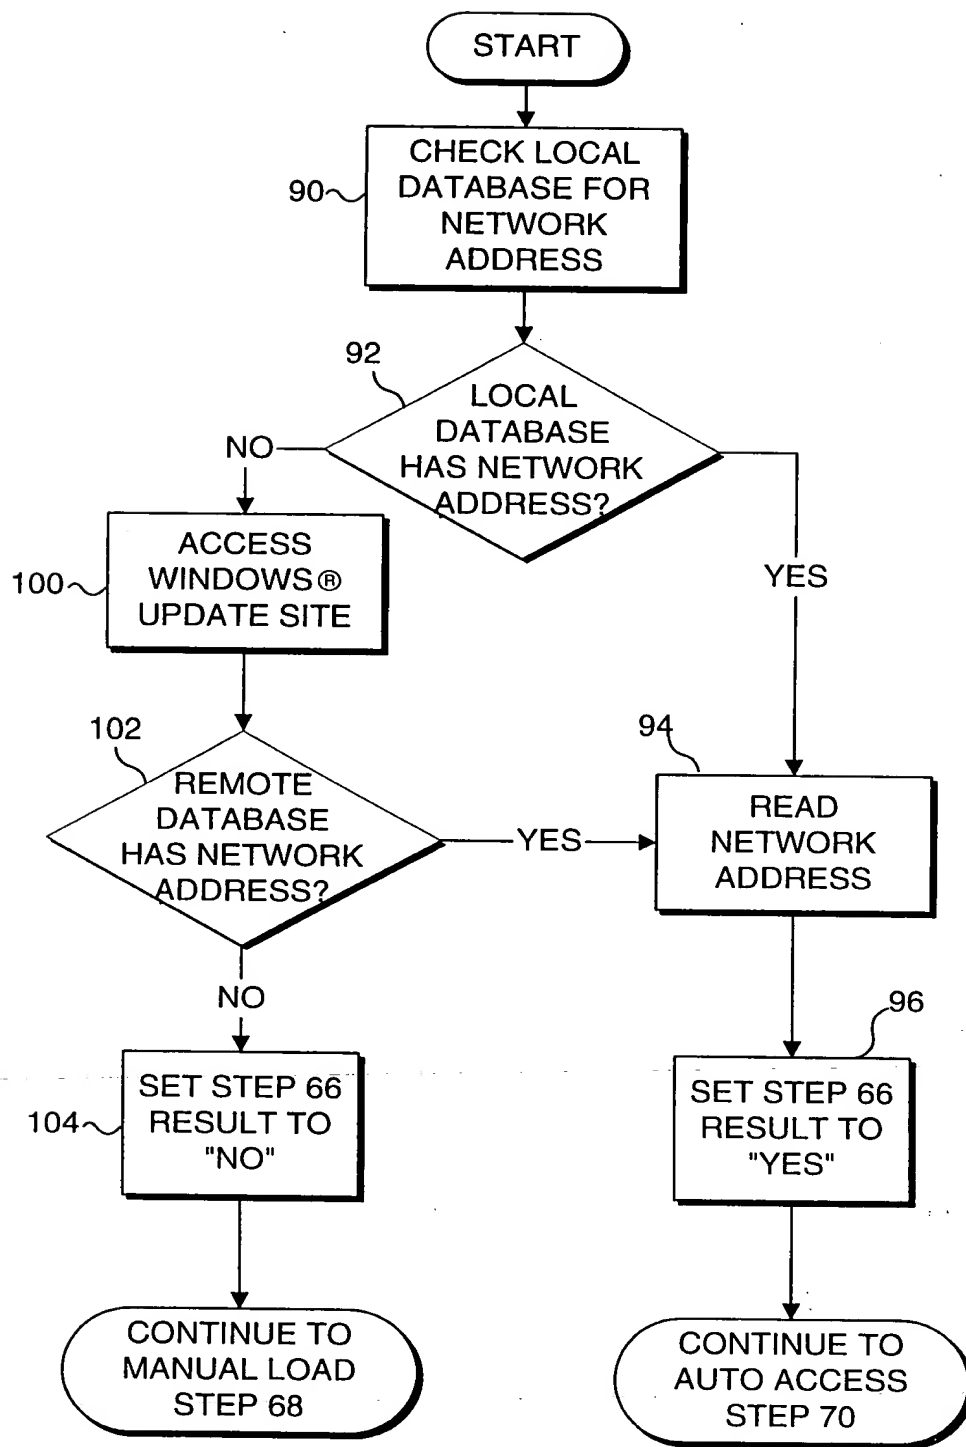 START
CHECK LOCAL
DATABASE FOR
NETWORK
ADDRESS
90
92
LOCAL
DATABASE
HAS NETWORK
ADDRESS?
NO
YES
ACCESS
WINDOWS®
UPDATE SITE
100
102
REMOTE
DATABASE
HAS NETWORK
ADDRESS?
YES
94
READ
NETWORK
ADDRESS
NO
96
SET STEP 66
RESULT TO
"NO"
104
SET STEP 66
RESULT TO
"YES"
CONTINUE TO
MANUAL LOAD
STEP 68
CONTINUE TO
AUTO ACCESS
STEP 70